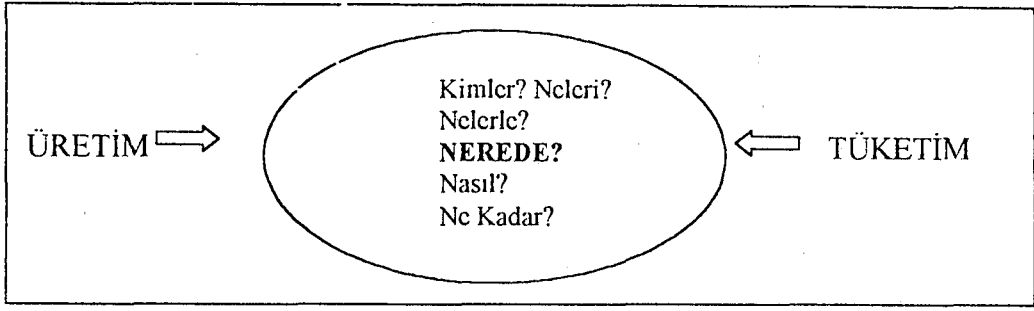 Kimler? Neleri?
Nelerle?
ÜRETİM NEREDE? TÜKETİM
Nasıl?
Ne Kadar?